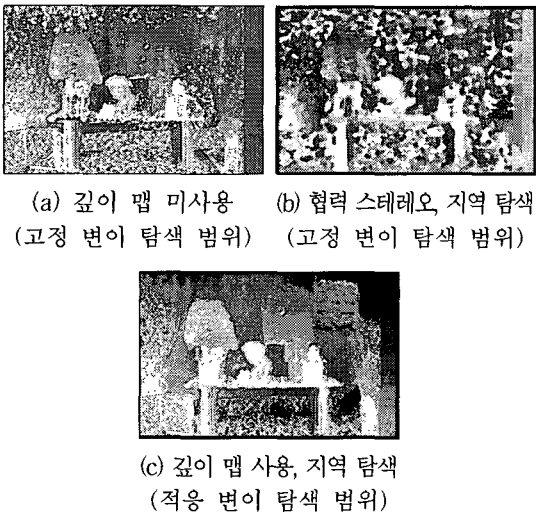 (a) 깊이 맵 미사용
(고정 변이 탐색 범위)
(b) 협력 스테레오, 지역 탐색
(고정 변이 탐색 범위)
(c) 깊이 맵 사용, 지역 탐색
(적응 변이 탐색 범위)